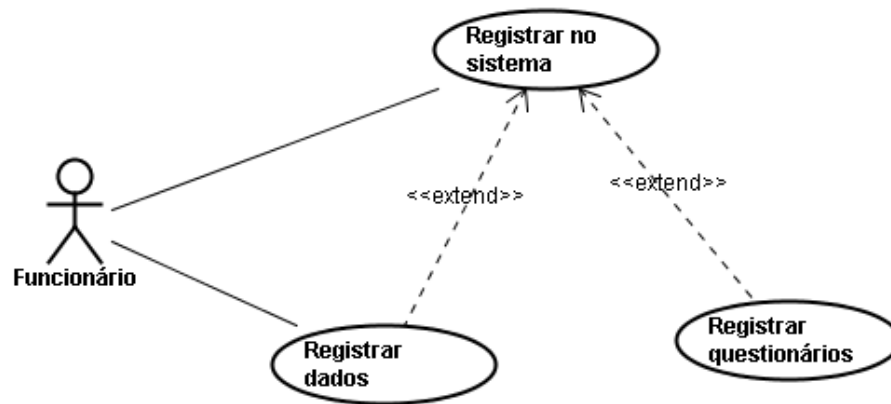 Registrar no
sistema
<<extend>>
<<extend>>
Funcionário
Registrar
dados
Registrar
questionários